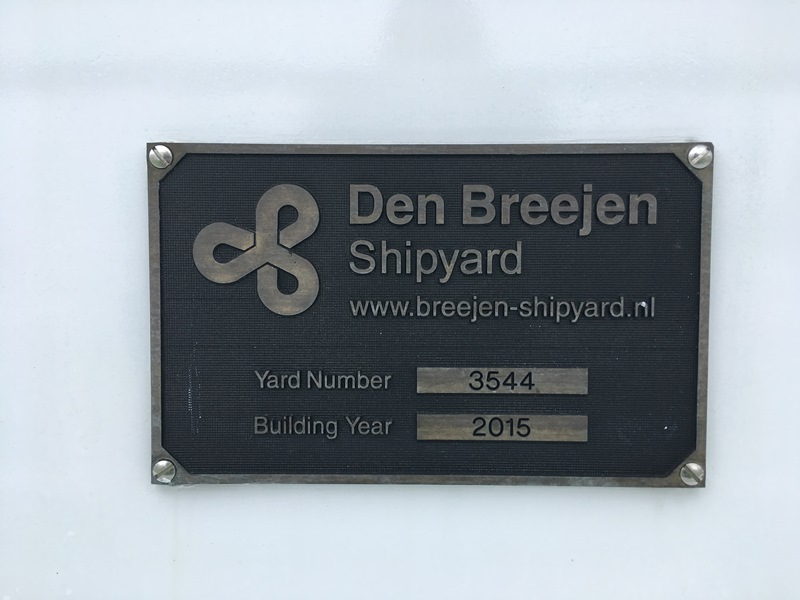 Den Breejen
Shipyard
www.breejen-shipyard.nl
Yard Number 3544
Building Year 2015